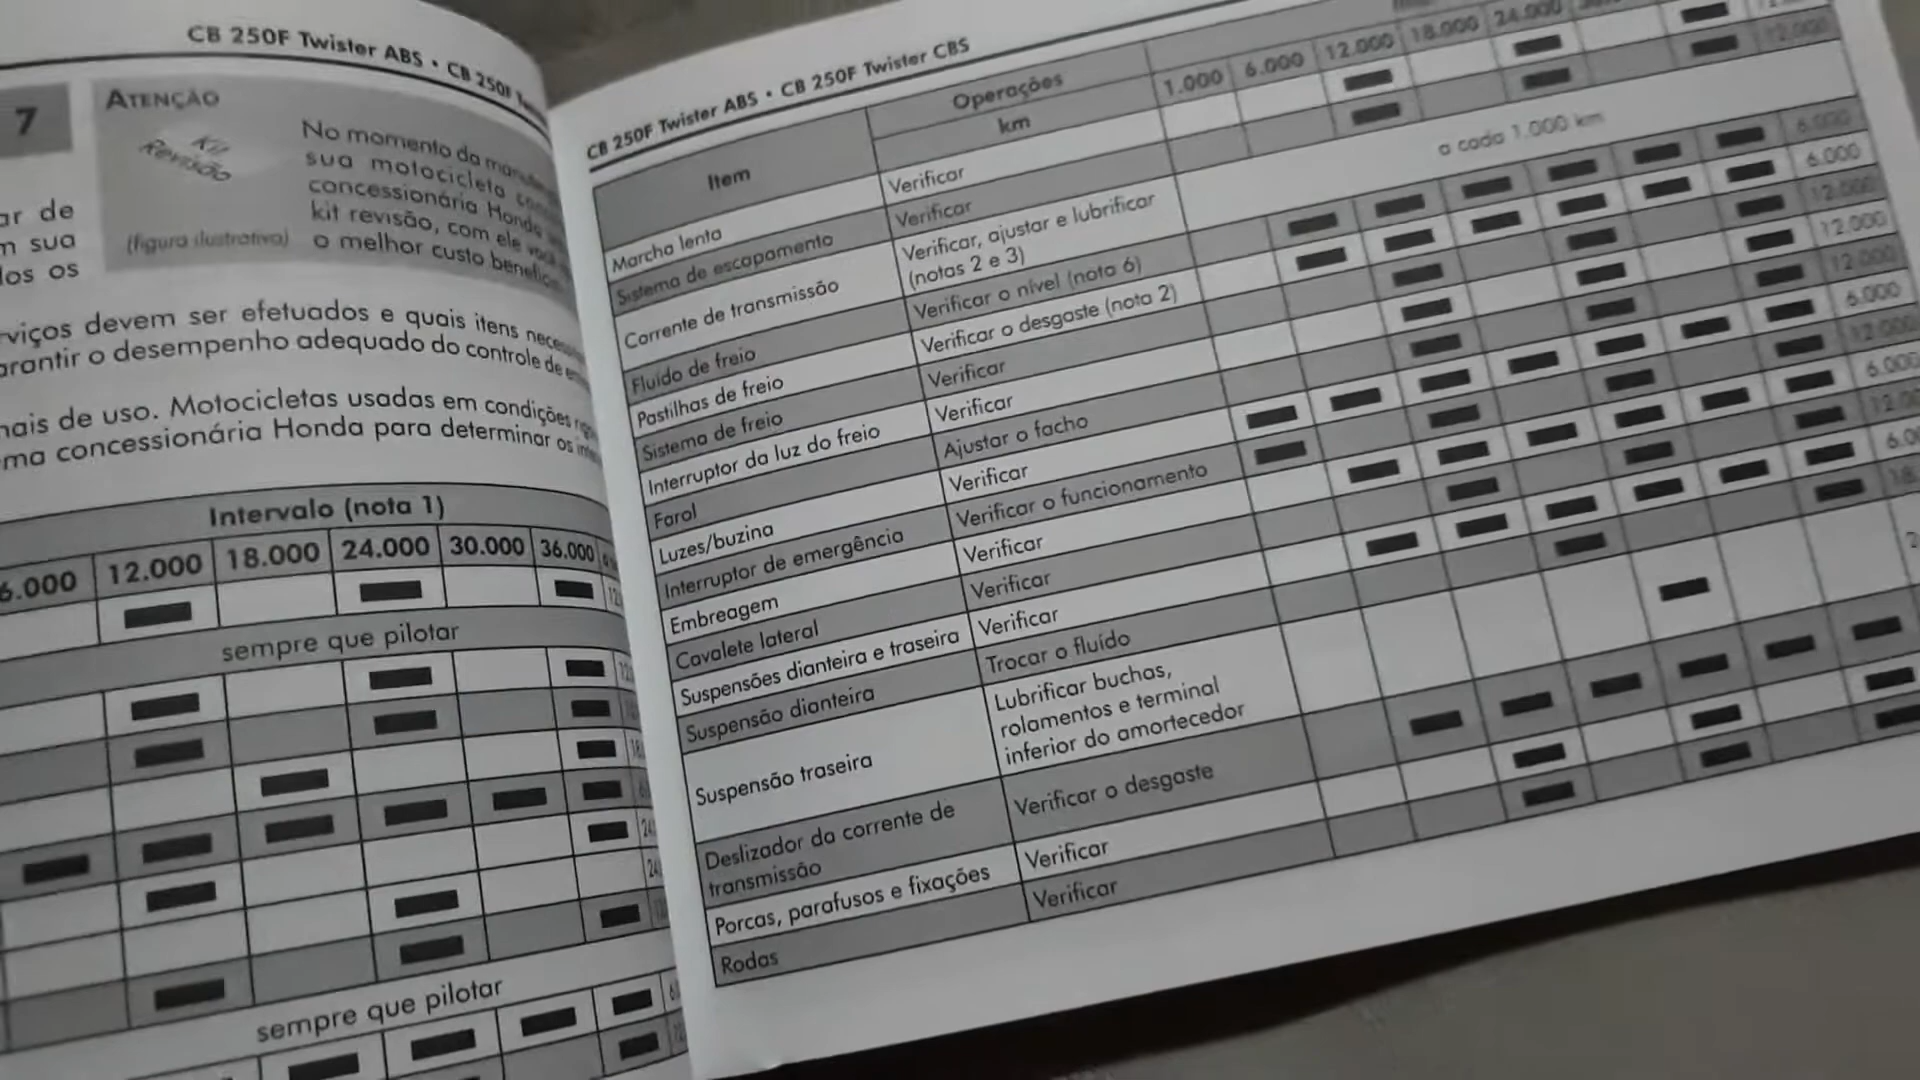 CB 250F Twister ABS • CB 250F
7
ATENÇÃO
Kit
Revisão
(figura ilustrativa)
No momento da
sua motocicleta
concessionária Honda
kit revisão, com ele
o melhor custo benefício
ar de
m sua
los os
rviços devem ser efetuados e quais itens
arantir o desempenho adequado do controle de
mais de uso. Motocicletas usadas em condições
ma concessionária Honda para determinar os
Intervalo (nota 1)
6.000 12.000 18.000 24.000 30.000 36.000
sempre que pilotar
sempre que pilotar
CB 250F Twister ABS • CB 250F Twister CBS
Item Operações
km 1.000 6.000 12.000 18.000 24.000
Marcha lenta Verificar
Sistema de escapamento Verificar 12.000
Corrente de transmissão Verificar, ajustar e lubrificar
(notas 2 e 3) a cada 1.000 km
Fluído de freio Verificar o nível (nota 6) 6.000
Pastilhas de freio Verificar o desgaste (nota 2) 6.000
Sistema de freio Verificar 12.000
Interruptor da luz do freio Verificar 12.000
Farol Ajustar o facho 12.000
Luzes/buzina Verificar 6.000
Interruptor de emergência Verificar o funcionamento 12.000
Embreagem Verificar 6.000
Cavalete lateral Verificar
Suspensões dianteira e traseira Verificar
Suspensão dianteira Trocar o fluído
Suspensão traseira Lubrificar buchas,
rolamentos e terminal
inferior do amortecedor
Deslizador da corrente de
transmissão Verificar o desgaste
Porcas, parafusos e fixações Verificar
Rodas Verificar